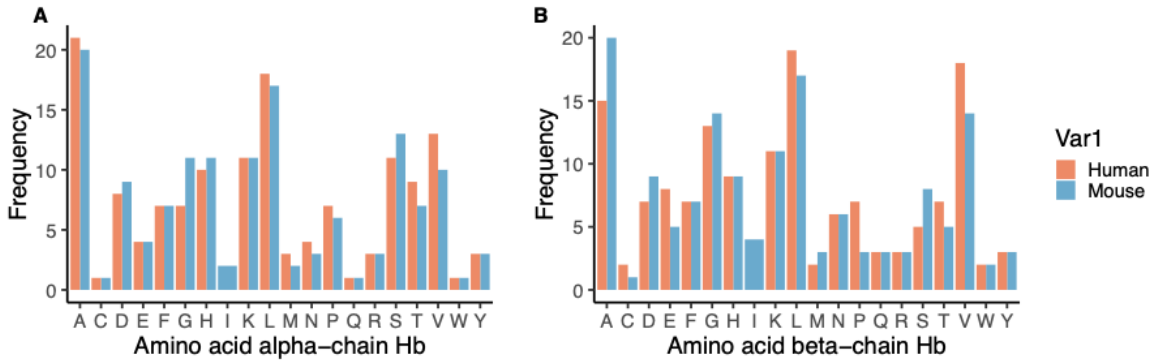 A
Frequency
20
15
10
5
0
A C D E F G H I K L M N P Q R S T V W Y
Amino acid alpha−chain Hb
B
Frequency
20
15
10
5
0
A C D E F G H I K L M N P Q R S T V W Y
Amino acid beta−chain Hb
Var1
Human
Mouse